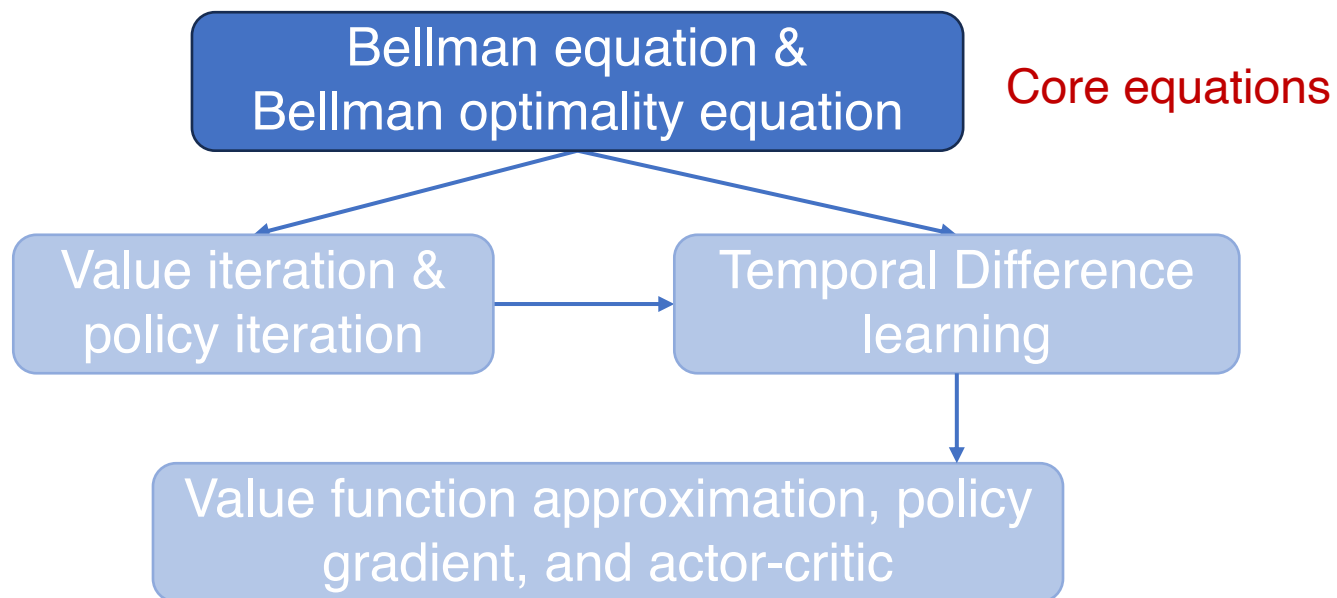 Bellman equation &
Bellman optimality equation
Core equations
Value iteration &
policy iteration
Temporal Difference
learning
Value function approximation, policy
gradient, and actor-critic